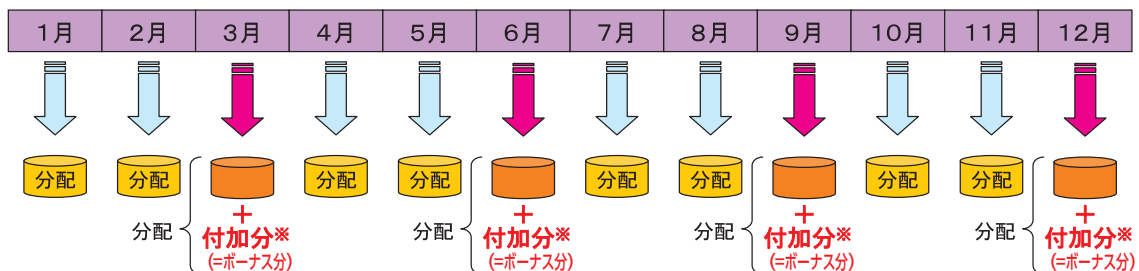 1月 2月 3月 4月 5月 6月 7月 8月 9月 10月 11月 12月
分配 分配 分配 分配 分配 分配 分配 分配
分配 + 分配 + 分配 + 分配 +
付加分※ 付加分※ 付加分※ 付加分※
(=ボーナス分) (=ボーナス分) (=ボーナス分) (=ボーナス分)